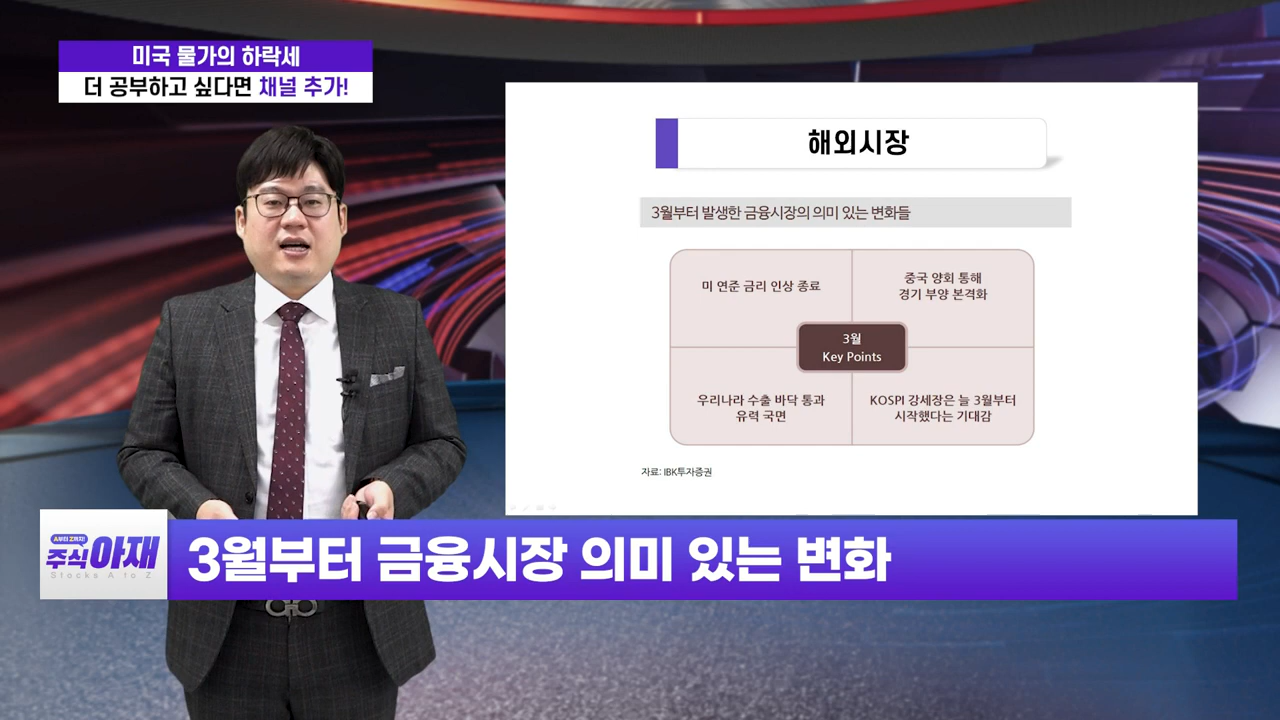 미국 물가의 하락세
더 공부하고 싶다면 채널 추가!
해외시장
3월부터 발생한 금융시장의 의미 있는 변화들
미 연준 금리 인상 종료
중국 양회 통해
경기 부양 본격화
3월
Key Points
우리나라 수출 바닥 통과
유력 국면
KOSPI 강세장은 늘 3월부터
시작했다는 기대감
자료: IBK투자증권
A부터 Z까지!
주식아재
Stocks A to Z
3월부터 금융시장 의미 있는 변화